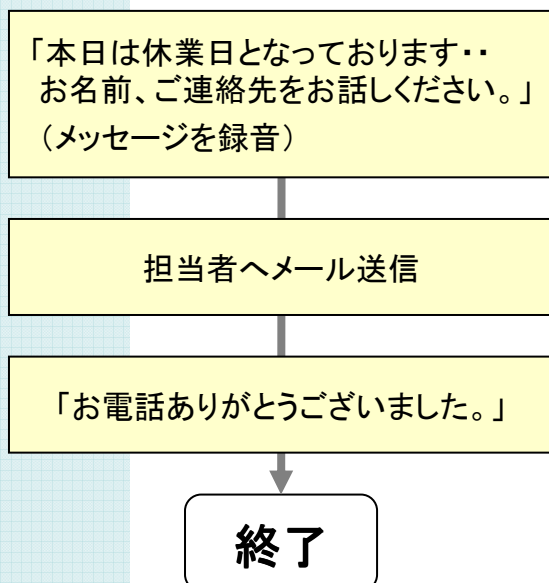 「本日は休業日となっております・・
お名前、ご連絡先をお話しください。」
（メッセージを録音）
担当者へメール送信
「お電話ありがとうございました。」
終了